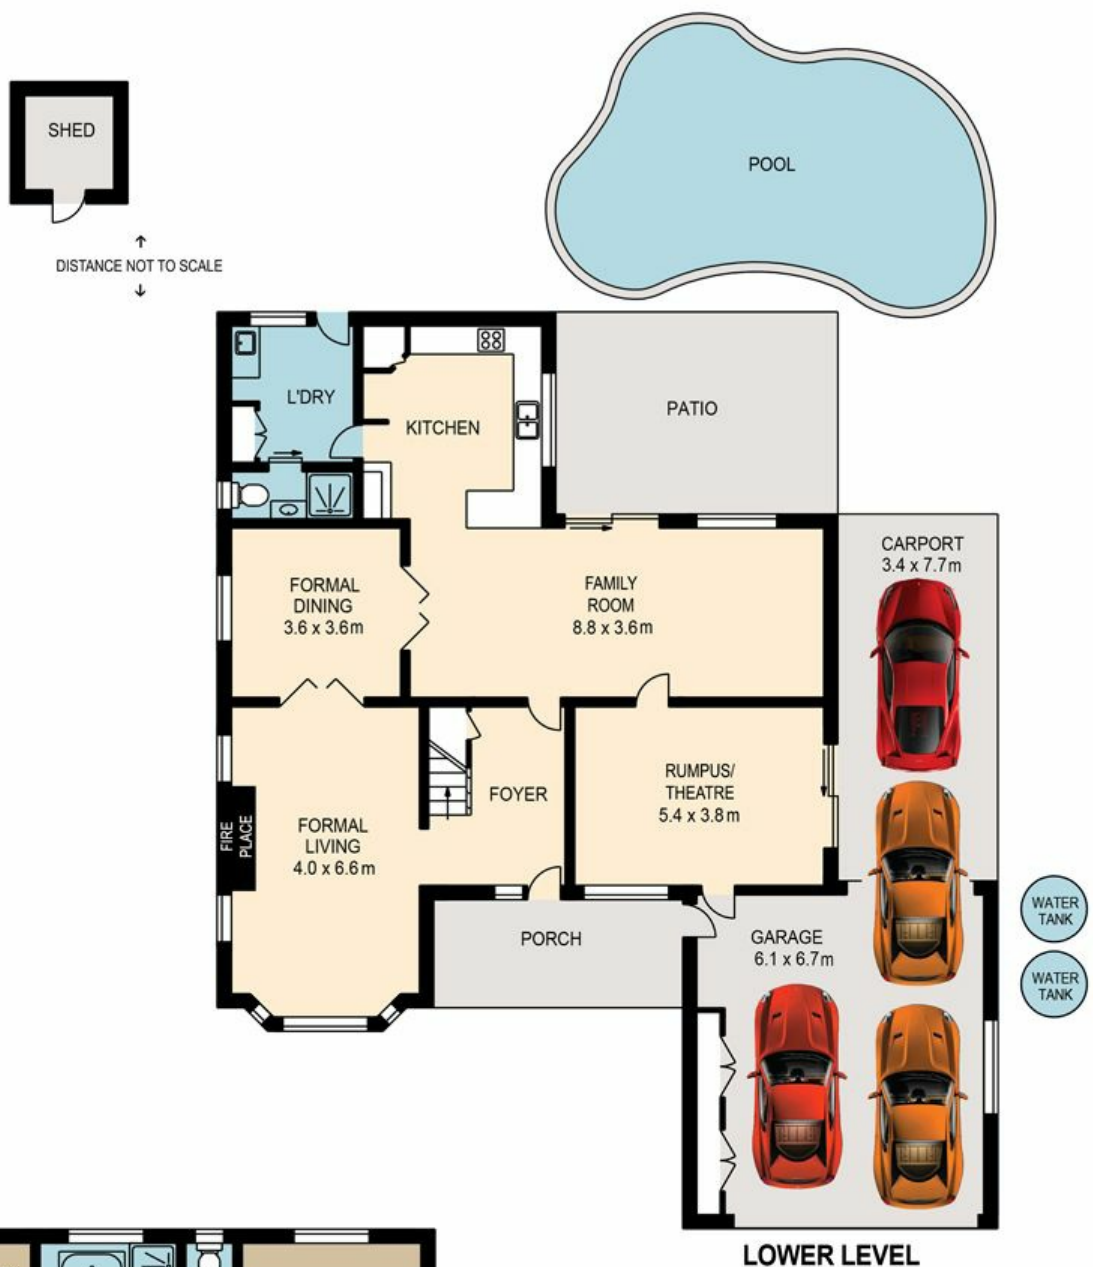 SHED
POOL
DISTANCE NOT TO SCALE
L'DRY
KITCHEN
PATIO
CARPORT
3.4 x 7.7m
FORMAL
DINING
3.6 x 3.6m
FAMILY
ROOM
8.8 x 3.6m
RUMPUS/
THEATRE
5.4 x 3.8m
FOYER
FIRE
PLACE
FORMAL
LIVING
4.0 x 6.6m
WATER
TANK
PORCH
GARAGE
6.1 x 6.7m
WATER
TANK
LOWER LEVEL